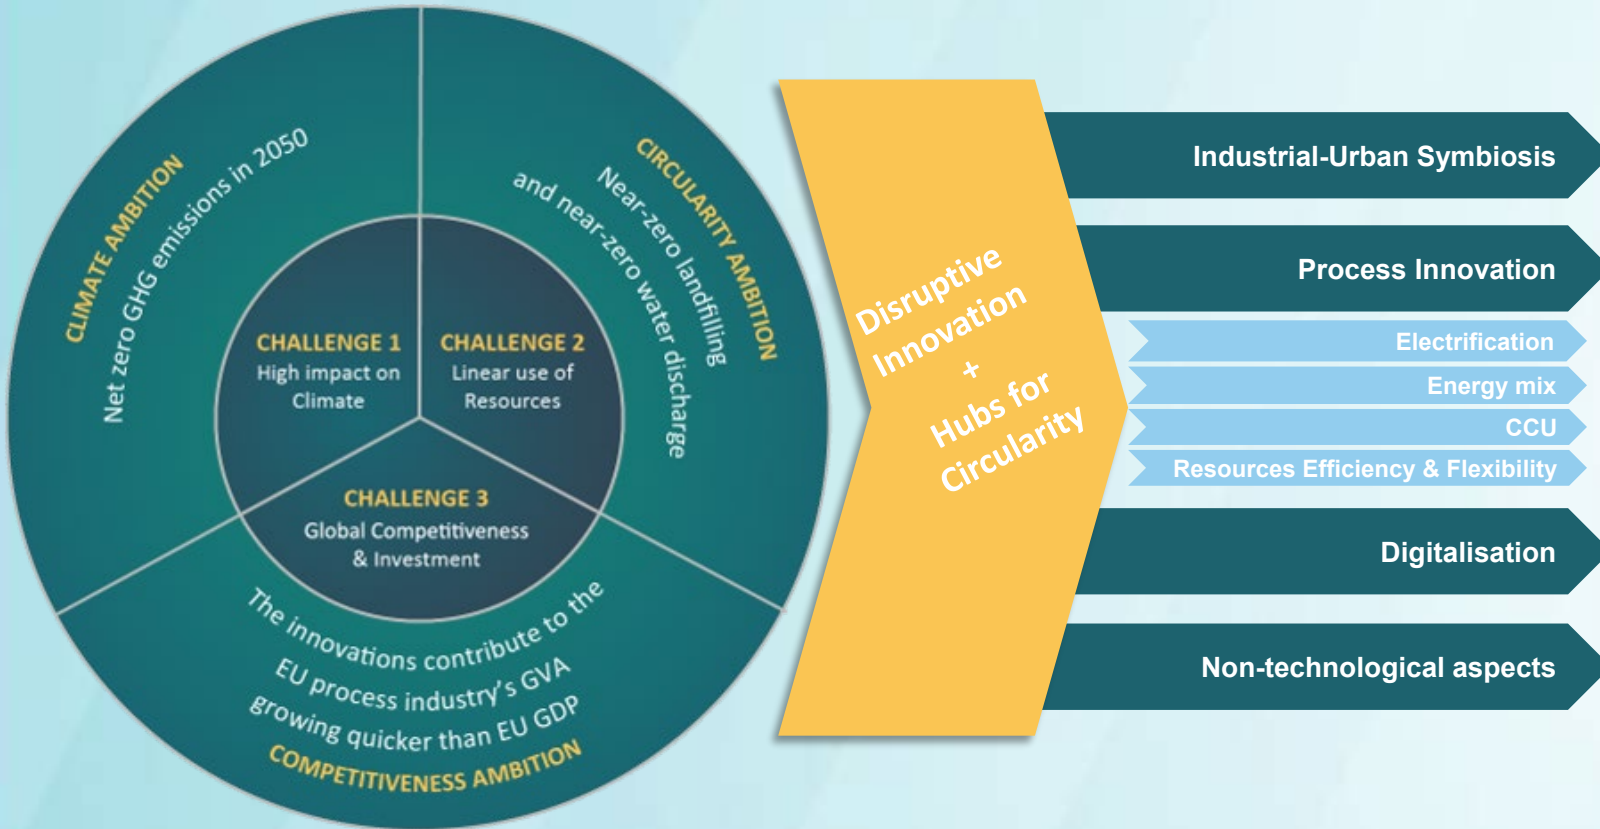 CLIMATE AMBITION
Net zero GHG emissions in 2050
CIRCULARITY AMBITION
Near-zero landfilling
and near-zero water discharge
CHALLENGE 1
High impact on
Climate
CHALLENGE 2
Linear use of
Resources
CHALLENGE 3
Global Competitiveness
& Investment
The innovations contribute to the
EU process industry's GVA
growing quicker than EU GDP
COMPETITIVENESS AMBITION
Disruptive
Innovation
+
Hubs for
Circularity
Industrial-Urban Symbiosis
Process Innovation
Electrification
Energy mix
CCU
Resources Efficiency & Flexibility
Digitalisation
Non-technological aspects